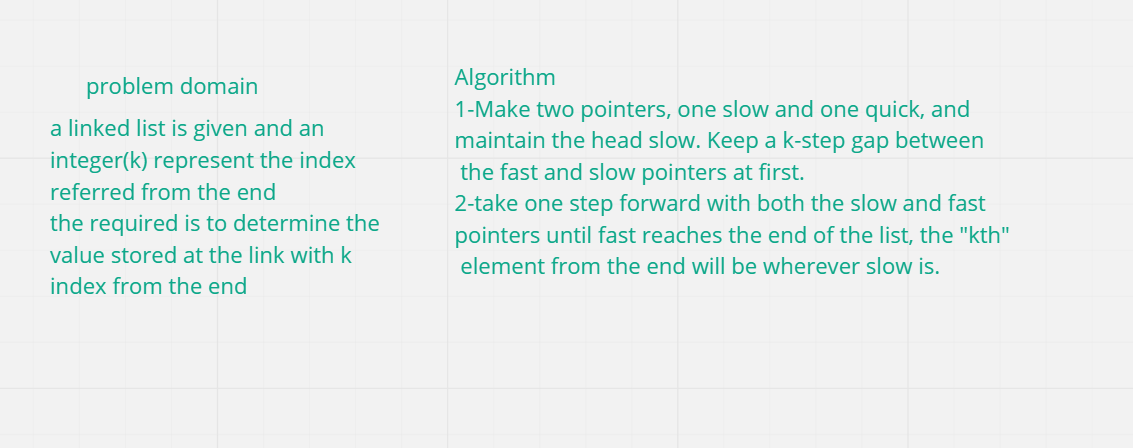 problem domain
a linked list is given and an
integer(k) represent the index
referred from the end
the required is to determine the
value stored at the link with k
index from the end
Algorithm
1-Make two pointers, one slow and one quick, and
maintain the head slow. Keep a k-step gap between
the fast and slow pointers at first.
2-take one step forward with both the slow and fast
pointers until fast reaches the end of the list, the "kth"
element from the end will be wherever slow is.